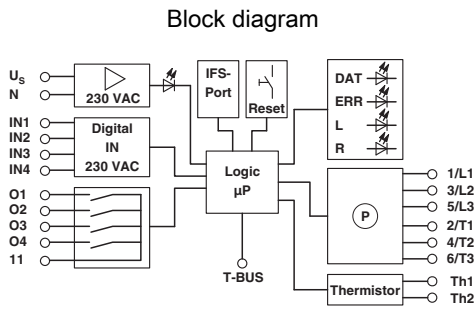 Block diagram
US
N
230 VAC
IFS-
Port
Reset
DAT
ERR
L
R
IN1
IN2
IN3
IN4
Digital
IN
230 VAC
Logic
µP
O1
O2
O3
O4
11
T-BUS
P
1/L1
3/L2
5/L3
2/T1
4/T2
6/T3
Thermistor
Th1
Th2